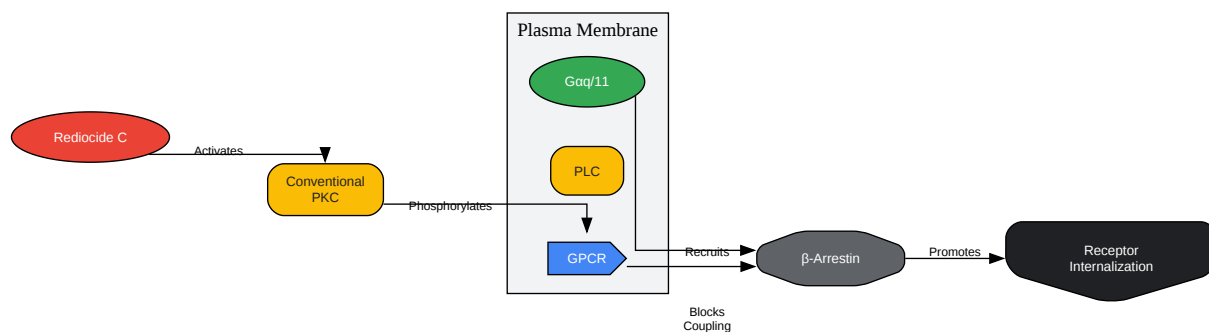 Plasma Membrane
Gαq/11
Rediocide C
Activates
Conventional
PKC
PLC
Phosphorylates
GPCR
Recruits
β-Arrestin
Promotes
Receptor
Internalization
Blocks
Coupling